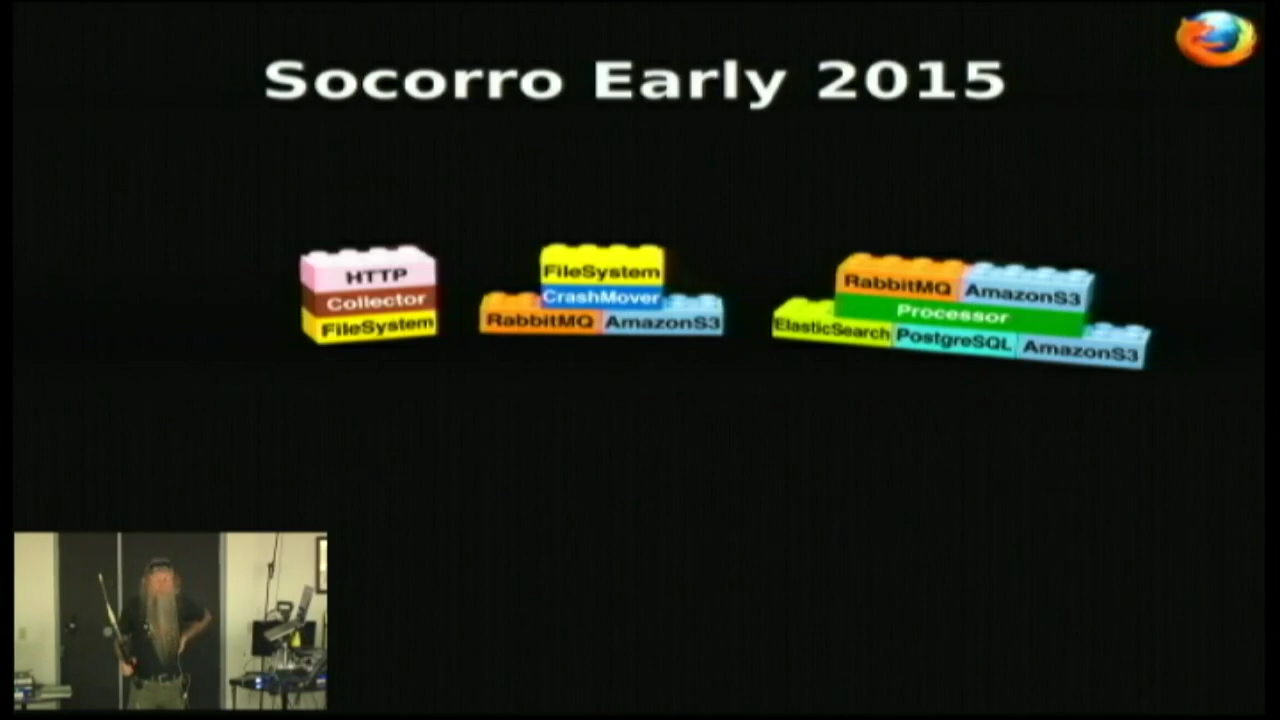 Socorro Early 2015
HTTP
Collector
FileSystem
FileSystem
CrashMover
RabbitMQ AmazonS3
RabbitMQ AmazonS3
Processor
ElasticSearch PostgreSQL AmazonS3